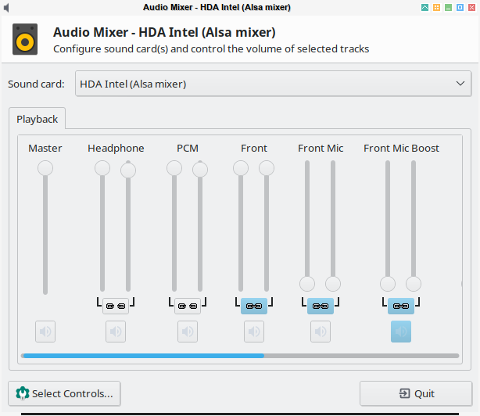 Audio Mixer - HDA Intel (Alsa mixer)
Audio Mixer - HDA Intel (Alsa mixer)
Configure sound card(s) and control the volume of selected tracks
Sound card: HDA Intel (Alsa mixer)
Playback
Master Headphone PCM Front Front Mic Front Mic Boost
Select Controls... Quit